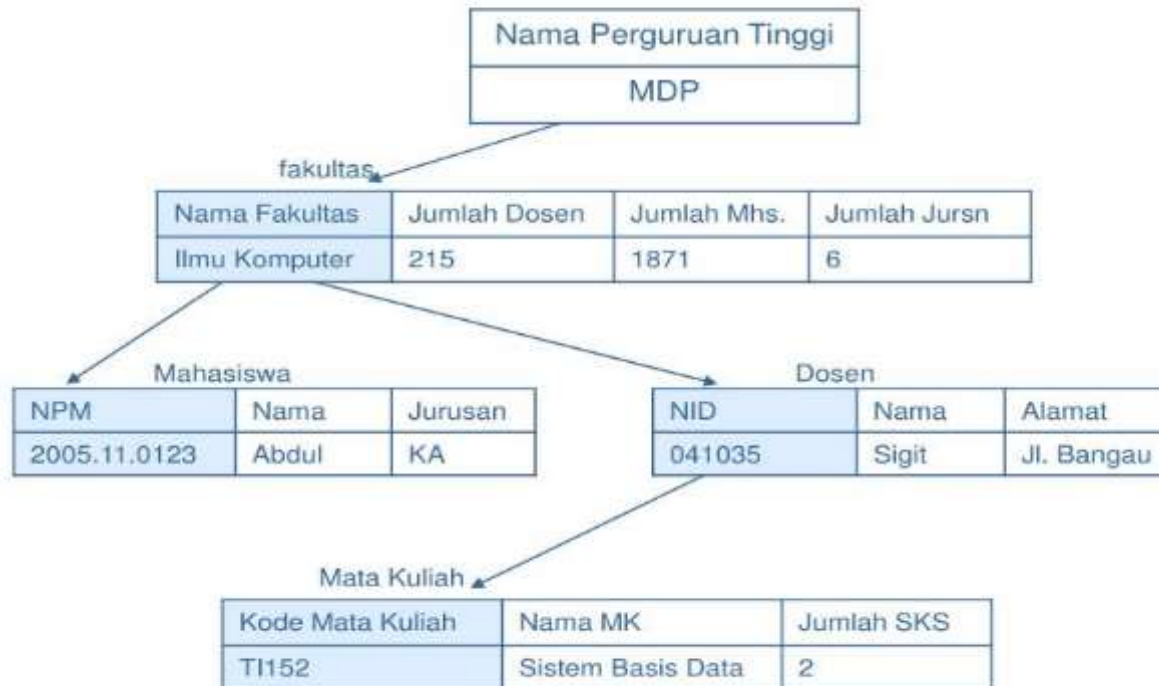 Nama Perguruan Tinggi
MDP
fakultas
Nama Fakultas Jumlah Dosen Jumlah Mhs. Jumlah Jursn
Ilmu Komputer 215 1871 6
Mahasiswa
NPM Nama Jurusan
2005.11.0123 Abdul KA
Dosen
NID Nama Alamat
041035 Sigit Jl. Bangau
Mata Kuliah
Kode Mata Kuliah Nama MK Jumlah SKS
TI152 Sistem Basis Data 2